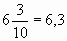 6 3/10 = 6,3